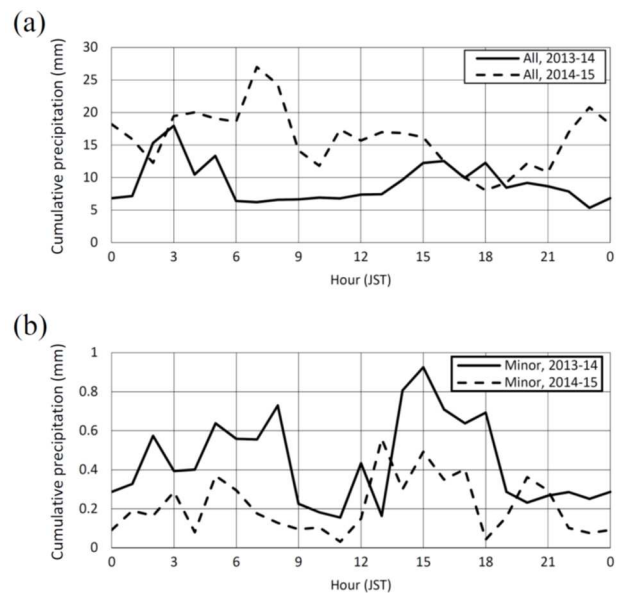 (a)
Cumulative precipitation (mm)
30
25
20
15
10
5
0
All, 2013-14
All, 2014-15
0 3 6 9 12 15 18 21 0
Hour (JST)
(b)
Cumulative precipitation (mm)
1
0.8
0.6
0.4
0.2
0
Minor, 2013-14
Minor, 2014-15
0 3 6 9 12 15 18 21 0
Hour (JST)